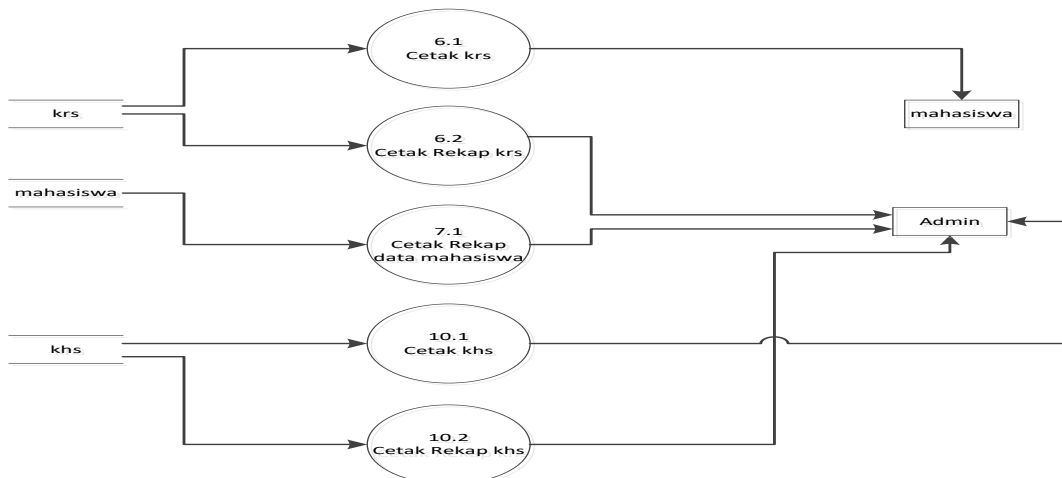 6.1
Cetak krs
krs
mahasiswa
6.2
Cetak Rekap krs
mahasiswa
Admin
7.1
Cetak Rekap
data mahasiswa
khs
10.1
Cetak khs
10.2
Cetak Rekap khs